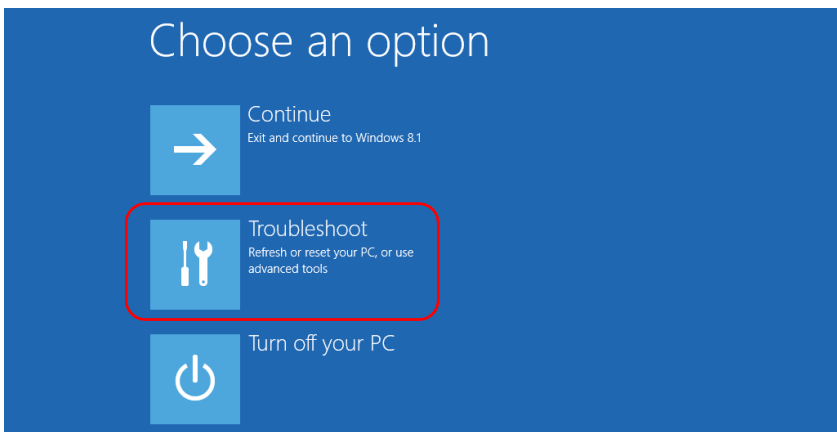 Choose an option
Continue
Exit and continue to Windows 8.1
Troubleshoot
Refresh or reset your PC, or use
advanced tools
Turn off your PC